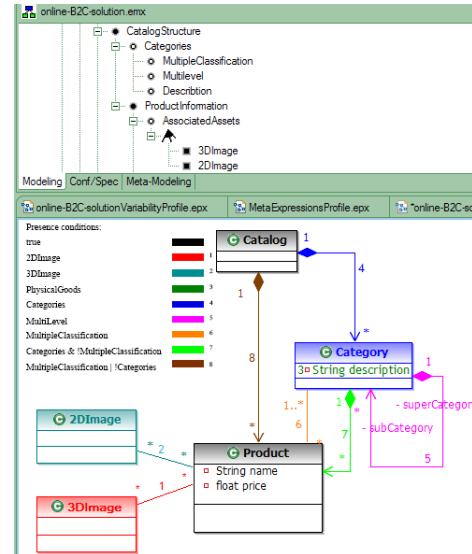 online-B2C-solution.emx
CatalogStructure
Categories
MultipleClassification
Multilevel
Describtion
ProductInformation
AssociatedAssets
3DImage
2DImage
Modeling Conf/Spec Meta-Modeling
online-B2C-solutionVariabilityProfile.epx MetaExpressionsProfile.epx *online-B2C-so
Presence conditions:
true
2DImage 1
3DImage 2
PhysicalGoods 3
Categories 4
MultiLevel 5
MultipleClassification 6
Categories & !MultipleClassification 7
MultipleClassification | !Categories 8
Catalog
1
4
1
8
*
Category
3 String description
1
1..*
6
*
1
7
*
- superCategor
*
- subCategory
5
2DImage
*
2
*
*
Product
String name
float price
*
1
*
3DImage